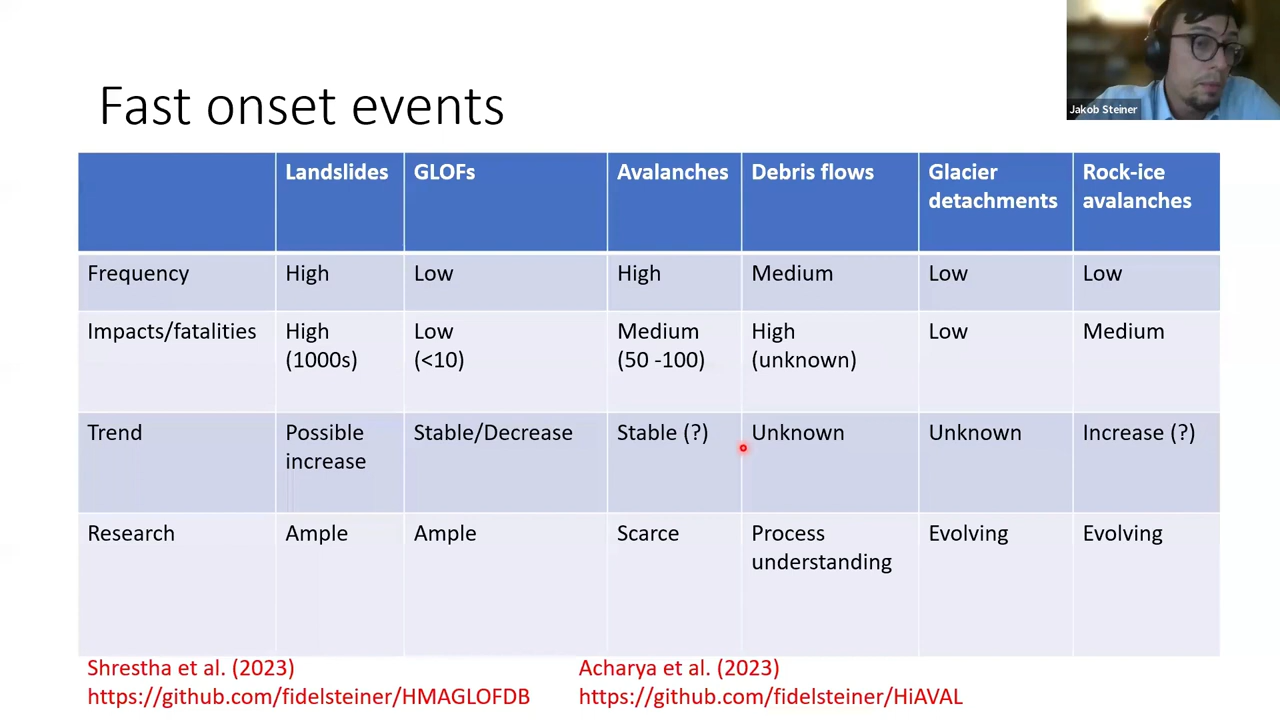 Jakob Steiner
Fast onset events
Landslides GLOFs Avalanches Debris flows Glacier detachments Rock-ice avalanches
Frequency High Low High Medium Low Low
Impacts/fatalities High (1000s) Low (<10) Medium (50 -100) High (unknown) Low Medium
Trend Possible increase Stable/Decrease Stable (?) Unknown Unknown Increase (?)
Research Ample Ample Scarce Process understanding Evolving Evolving
Shrestha et al. (2023)
https://github.com/fidelsteiner/HMAGLOFDB
Acharya et al. (2023)
https://github.com/fidelsteiner/HiAVAL